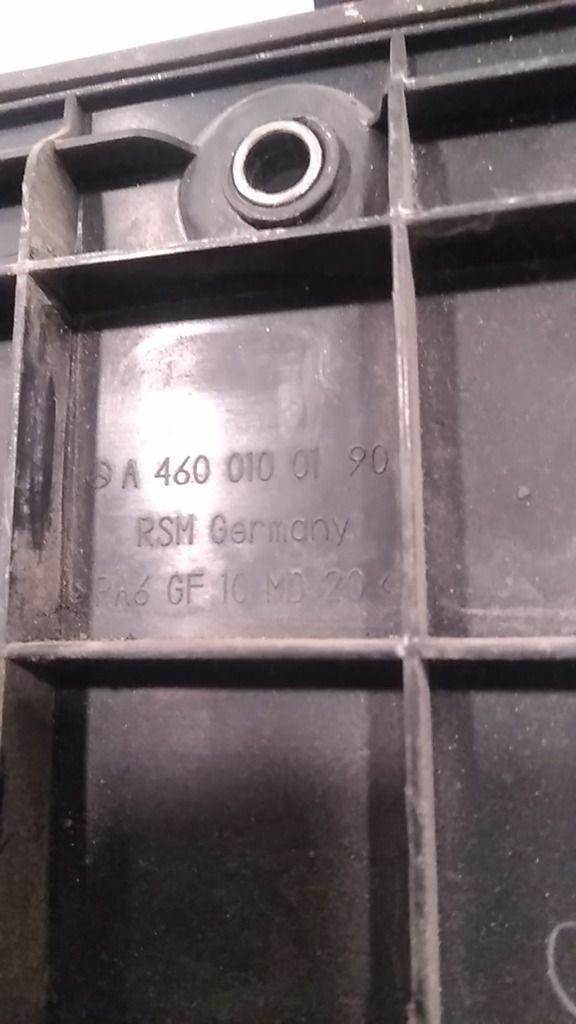 A 460 010 01 90
RSM Germany
PA6 GF 10 MD 20 <